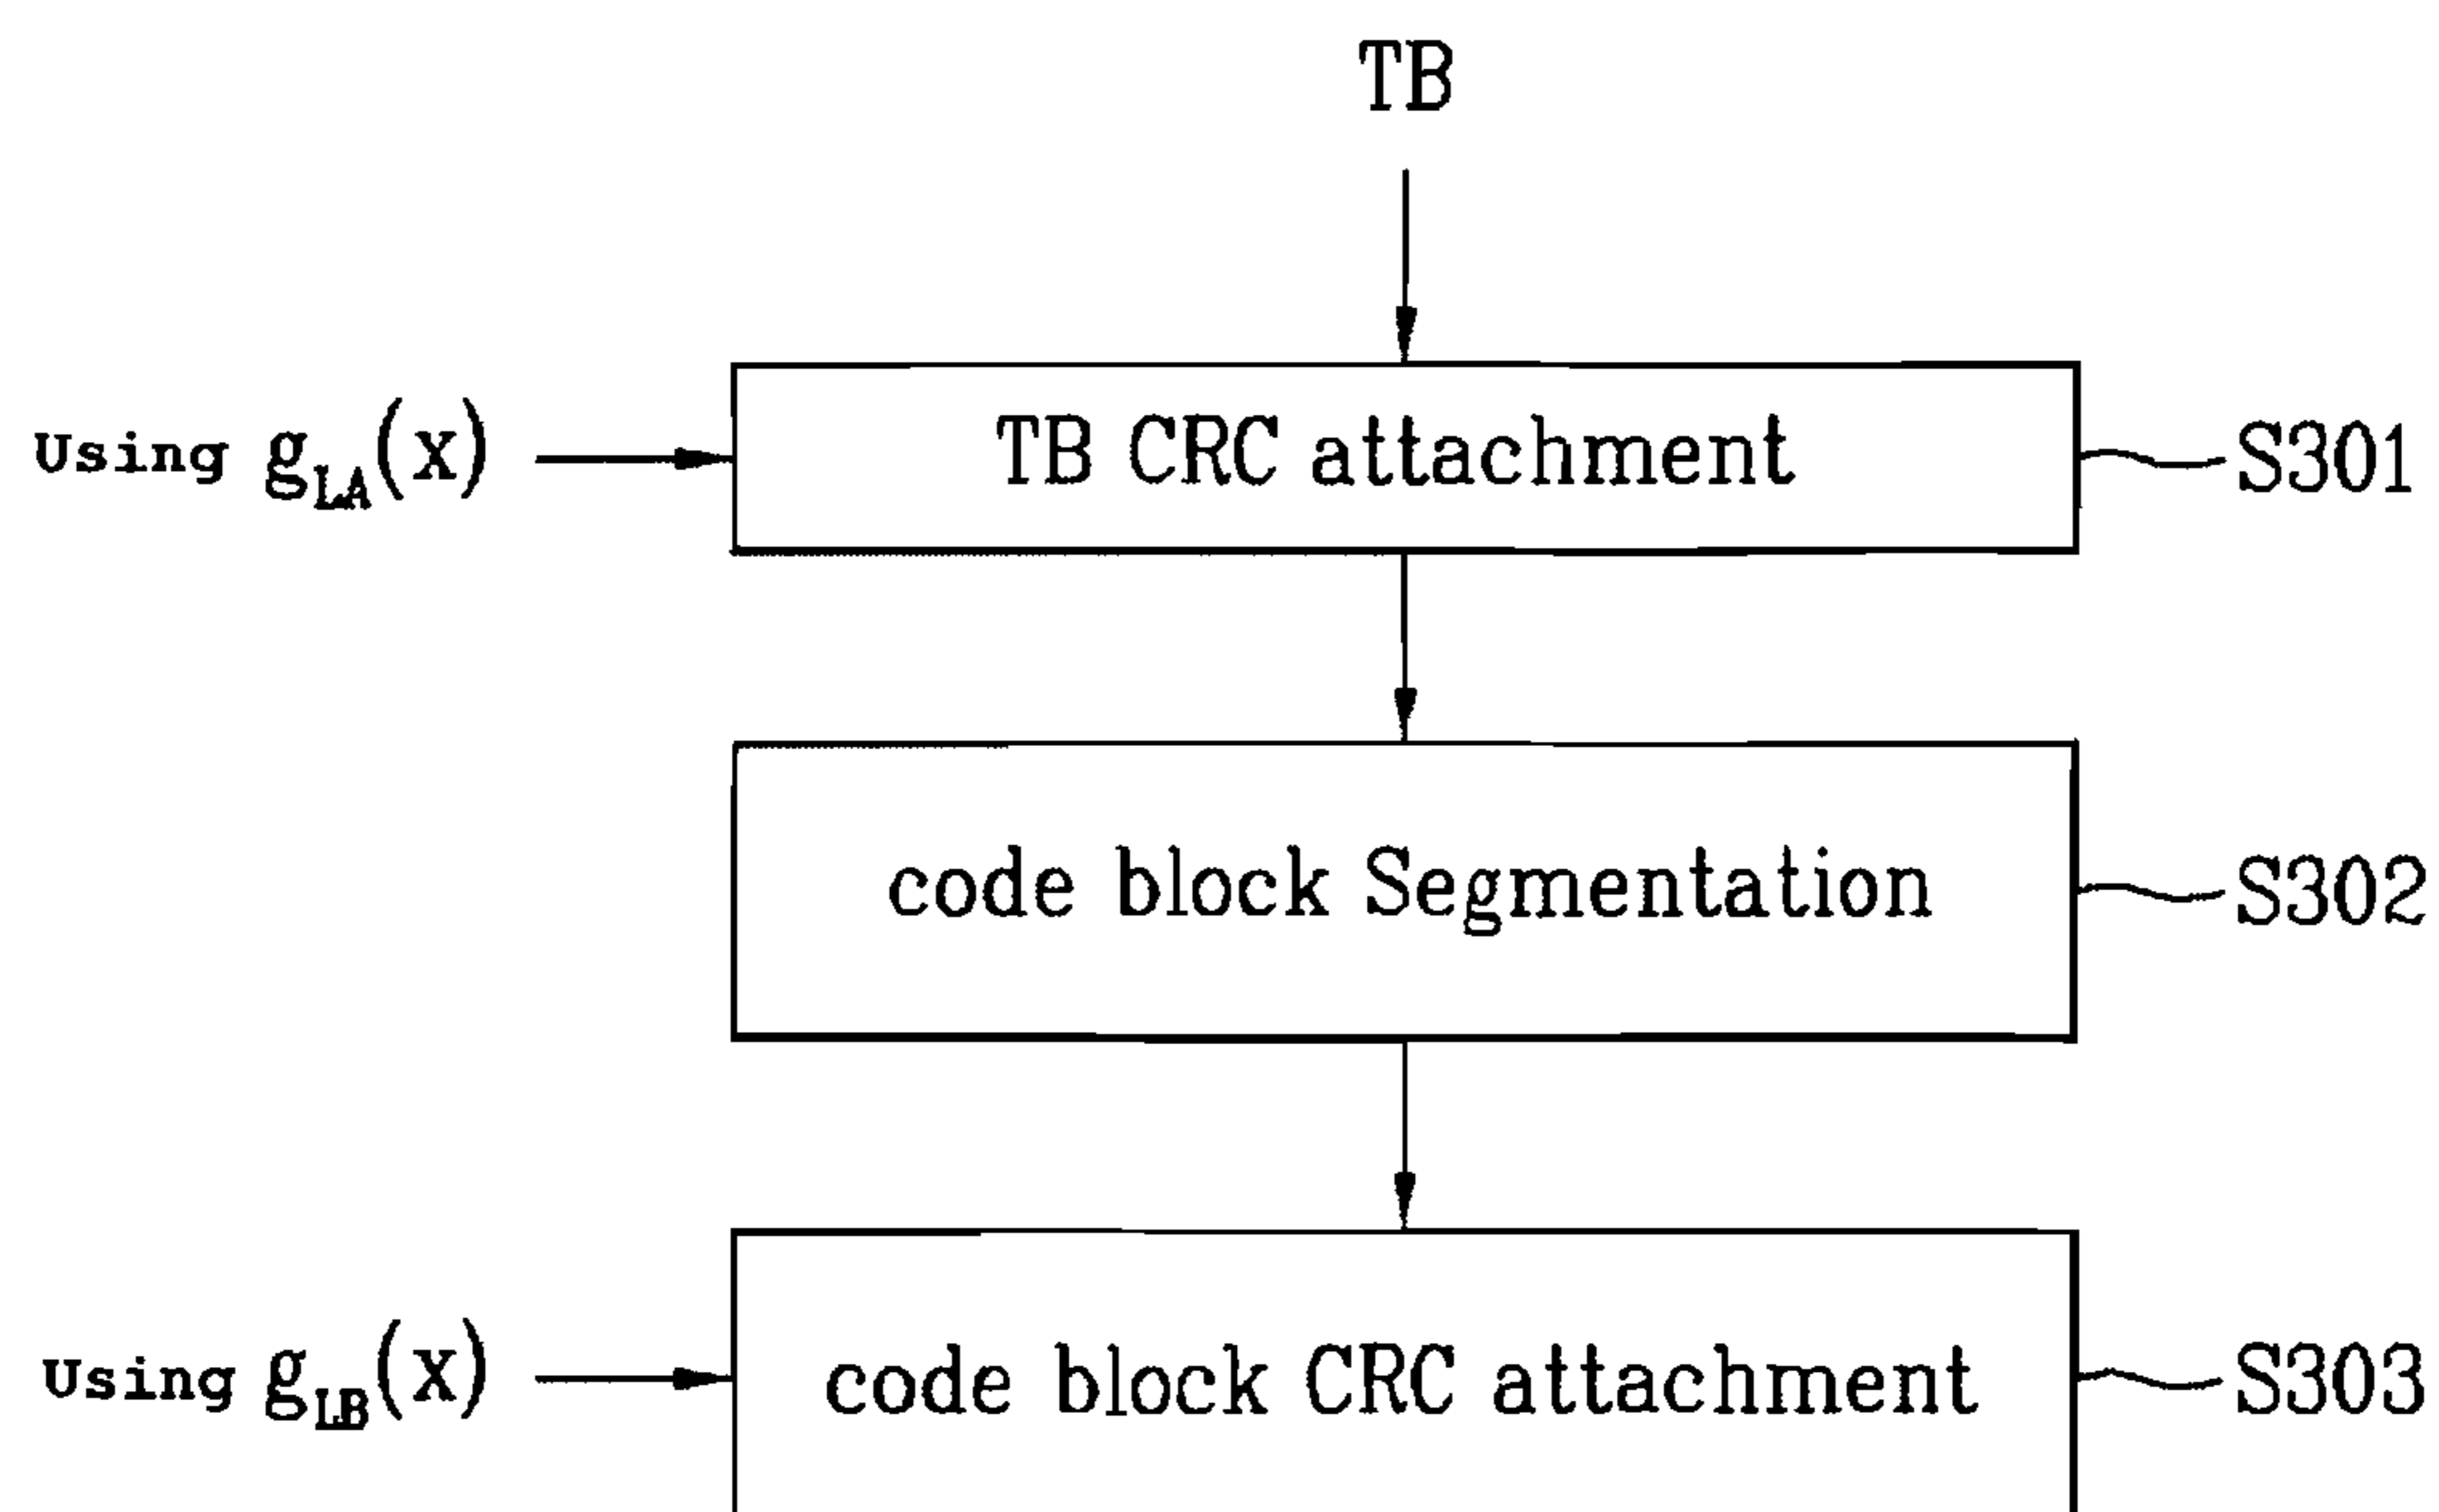 TB
Using g_LA(x)
TB CRC attachment
S301
code block Segmentation
S302
Using g_LB(x)
code block CRC attachment
S303